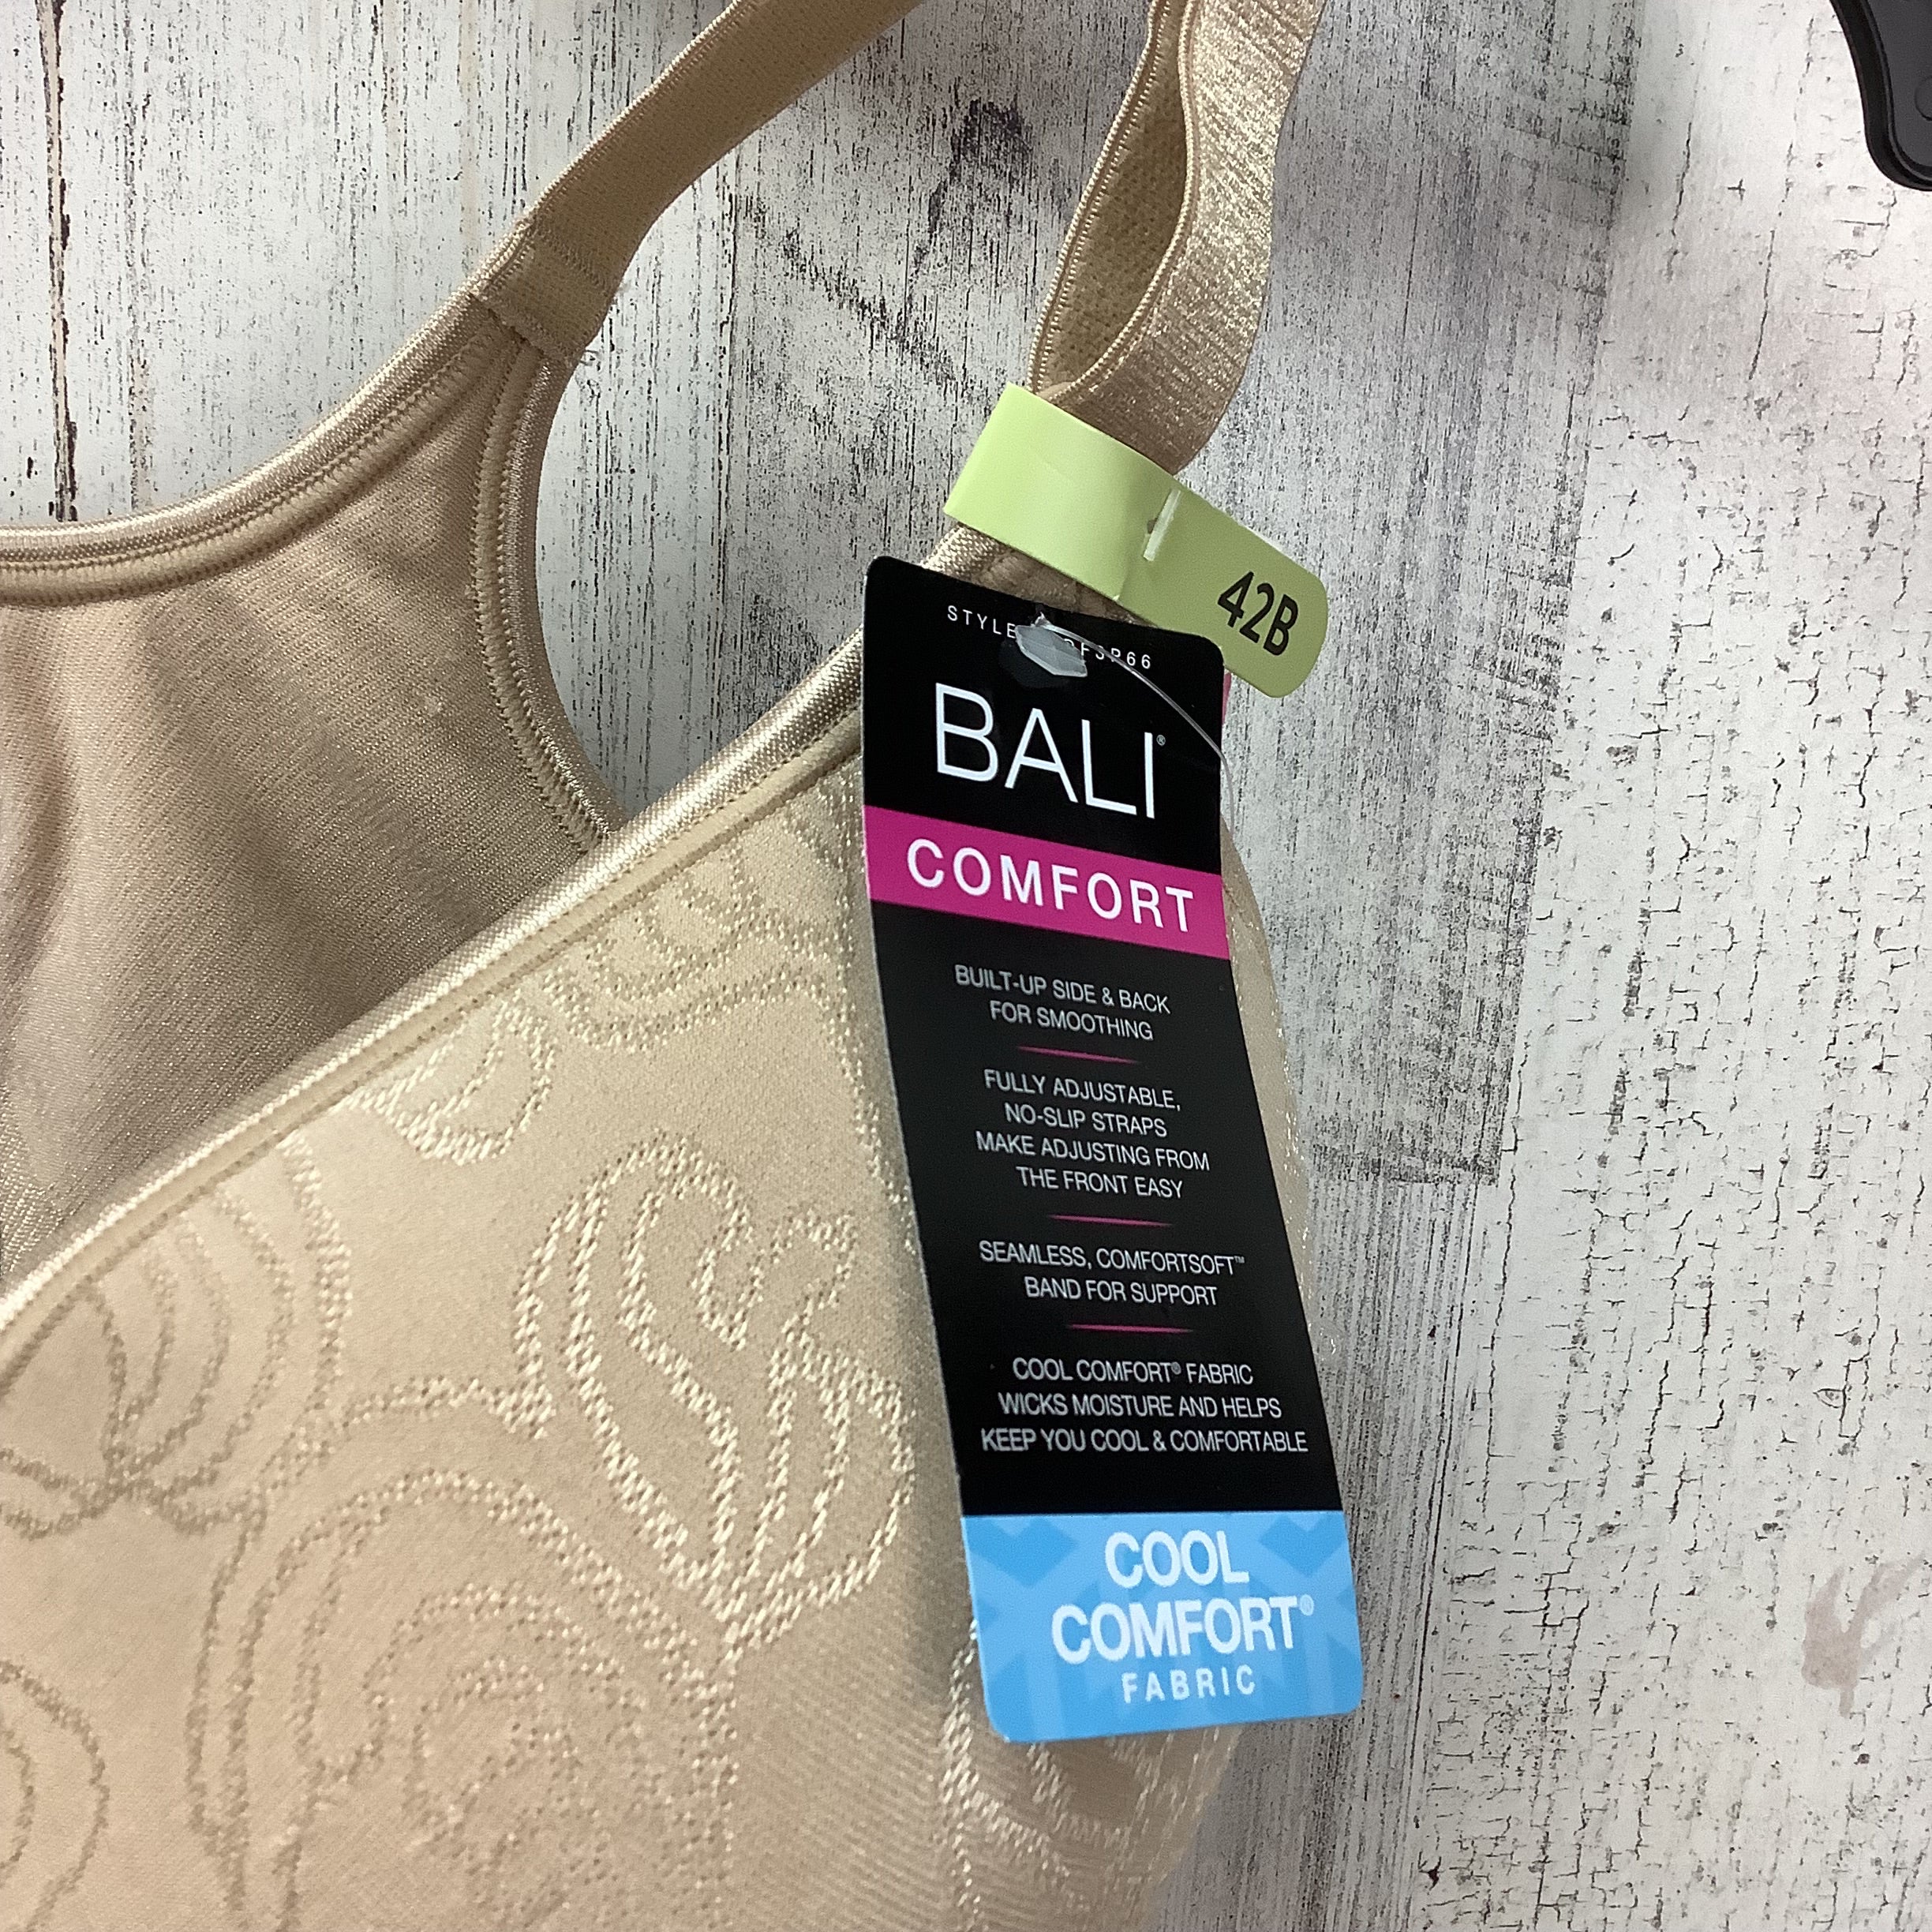 42B
STYLE
BALI®
COMFORT
BUILT-UP SIDE & BACK
FOR SMOOTHING
FULLY ADJUSTABLE,
NO-SLIP STRAPS
MAKE ADJUSTING FROM
THE FRONT EASY
SEAMLESS, COMFORTSOFT™
BAND FOR SUPPORT
COOL COMFORT® FABRIC
WICKS MOISTURE AND HELPS
KEEP YOU COOL & COMFORTABLE
COOL
COMFORT®
FABRIC